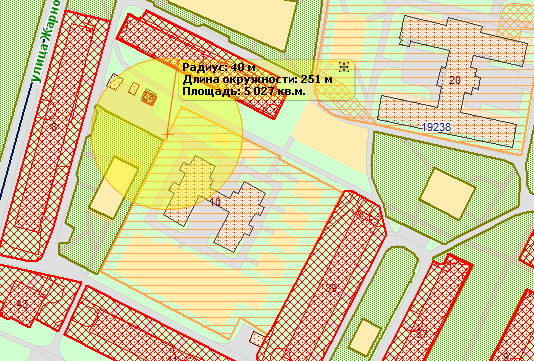 улица·Жарно
Радиус: 40 м
Длина окружности: 251 м
Площадь: 5 027 кв.м.
20
19238
10
43